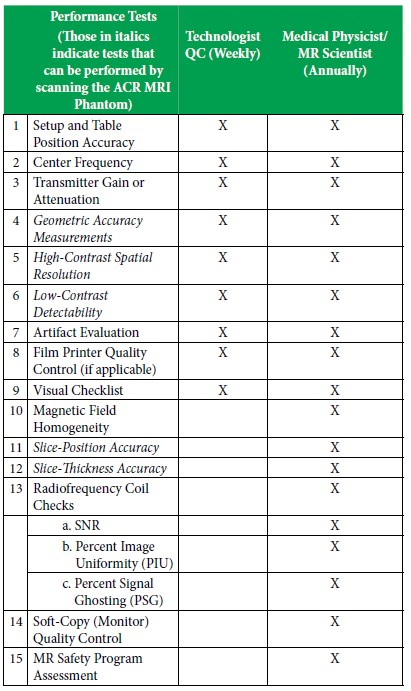 Performance Tests
(Those in italics
indicate tests that
can be performed by
scanning the ACR MRI
Phantom)
Technologist
QC (Weekly)
Medical Physicist/
MR Scientist
(Annually)
1 Setup and Table X X
Position Accuracy
2 Center Frequency X X
3 Transmitter Gain or X X
Attenuation
4 Geometric Accuracy X X
Measurements
5 High-Contrast Spatial X X
Resolution
6 Low-Contrast X X
Detectability
7 Artifact Evaluation X X
8 Film Printer Quality X X
Control (if applicable)
9 Visual Checklist X X
10 Magnetic Field X
Homogeneity
11 Slice-Position Accuracy X
12 Slice-Thickness Accuracy X
13 Radiofrequency Coil X
Checks
a. SNR X
b. Percent Image X
Uniformity (PIU)
c. Percent Signal X
Ghosting (PSG)
14 Soft-Copy (Monitor) X
Quality Control
15 MR Safety Program X
Assessment